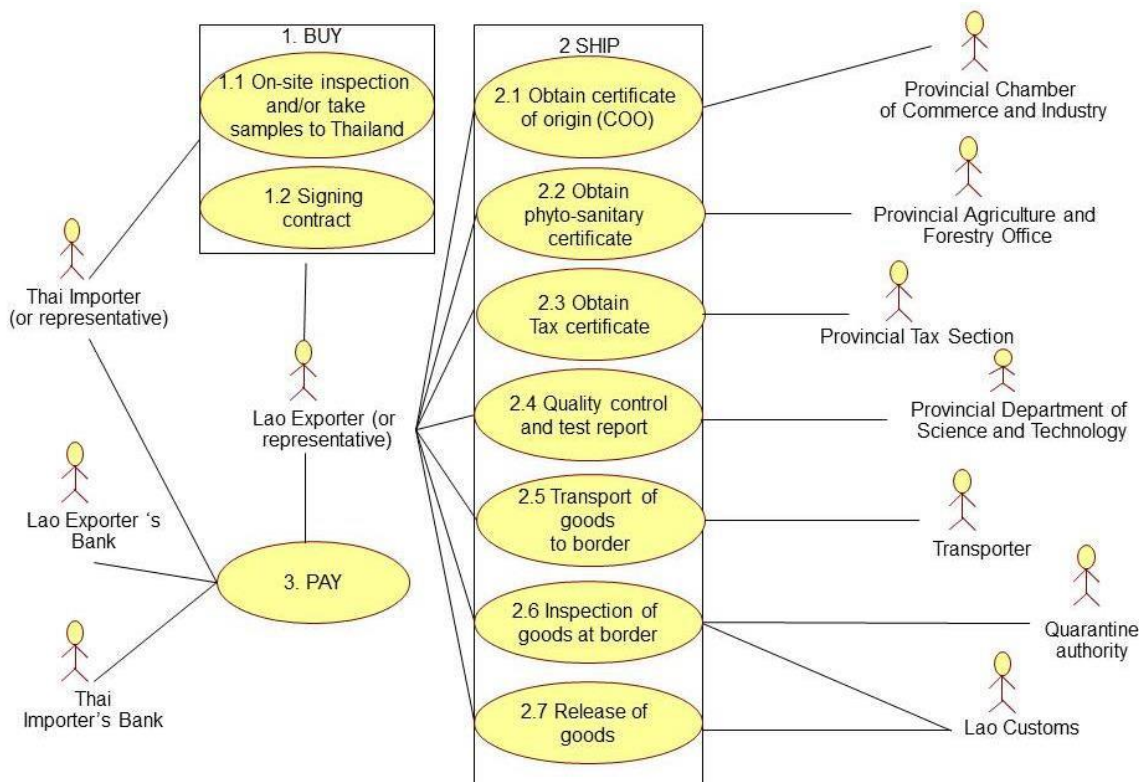 1. BUY
1.1 On-site inspection
and/or take
samples to Thailand
1.2 Signing
contract
Thai Importer
(or representative)
Lao Exporter (or
representative)
Lao Exporter ‘s
Bank
3. PAY
Thai
Importer’s Bank
2 SHIP
2.1 Obtain certificate
of origin (COO)
2.2 Obtain
phyto-sanitary
certificate
2.3 Obtain
Tax certificate
2.4 Quality control
and test report
2.5 Transport of
goods
to border
2.6 Inspection of
goods at border
2.7 Release of
goods
Provincial Chamber
of Commerce and Industry
Provincial Agriculture and
Forestry Office
Provincial Tax Section
Provincial Department of
Science and Technology
Transporter
Quarantine
authority
Lao Customs